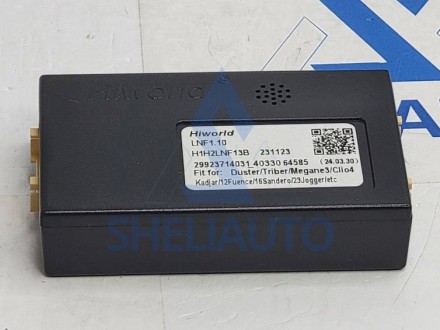 Hiworld
LNF1.10
H1H2LNF13B 231123
29923714031 40330 64585 (24.03.30)
Fit for: Duster/Triber/Megane3/Clio4
Kadjar/12Fuence/16Sandero/23Jogger/etc
SHELIAUTO